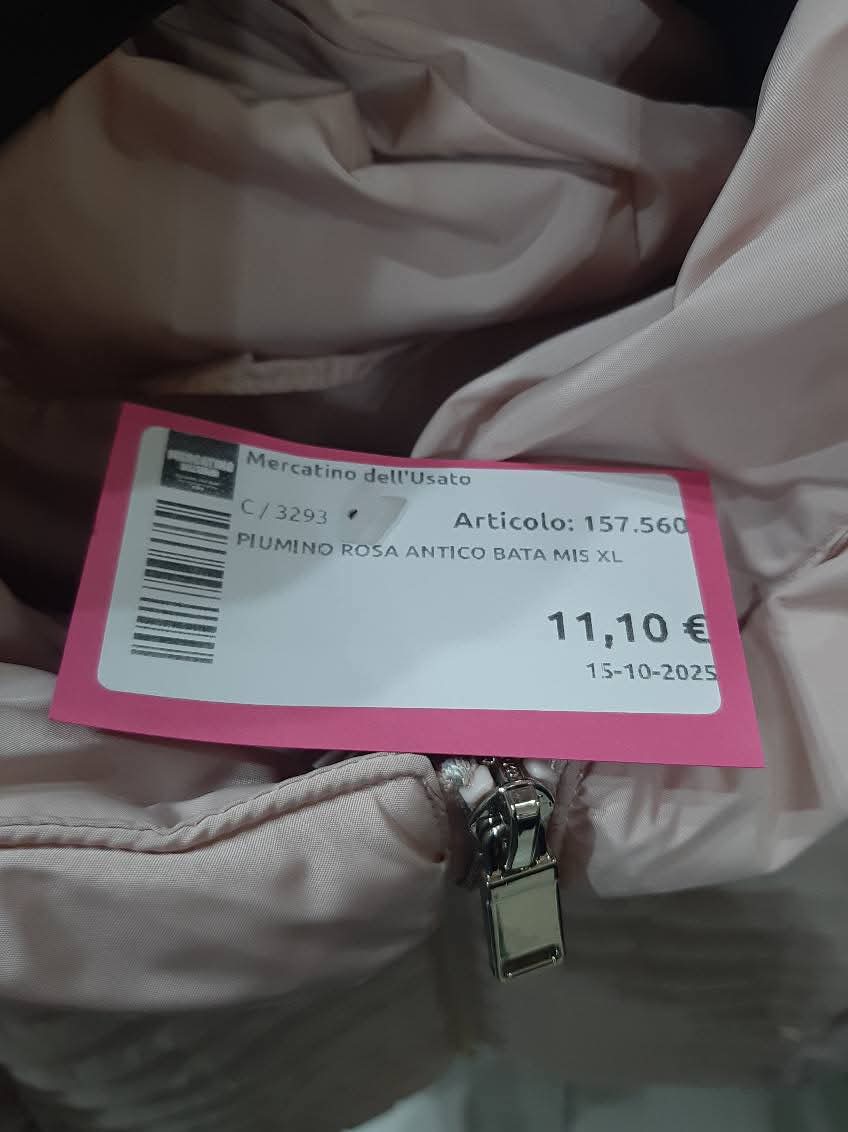 Mercatino dell'Usato
C / 3293
Articolo: 157.560
PIUMINO ROSA ANTICO BATA MIS XL
11,10 €
15-10-2025